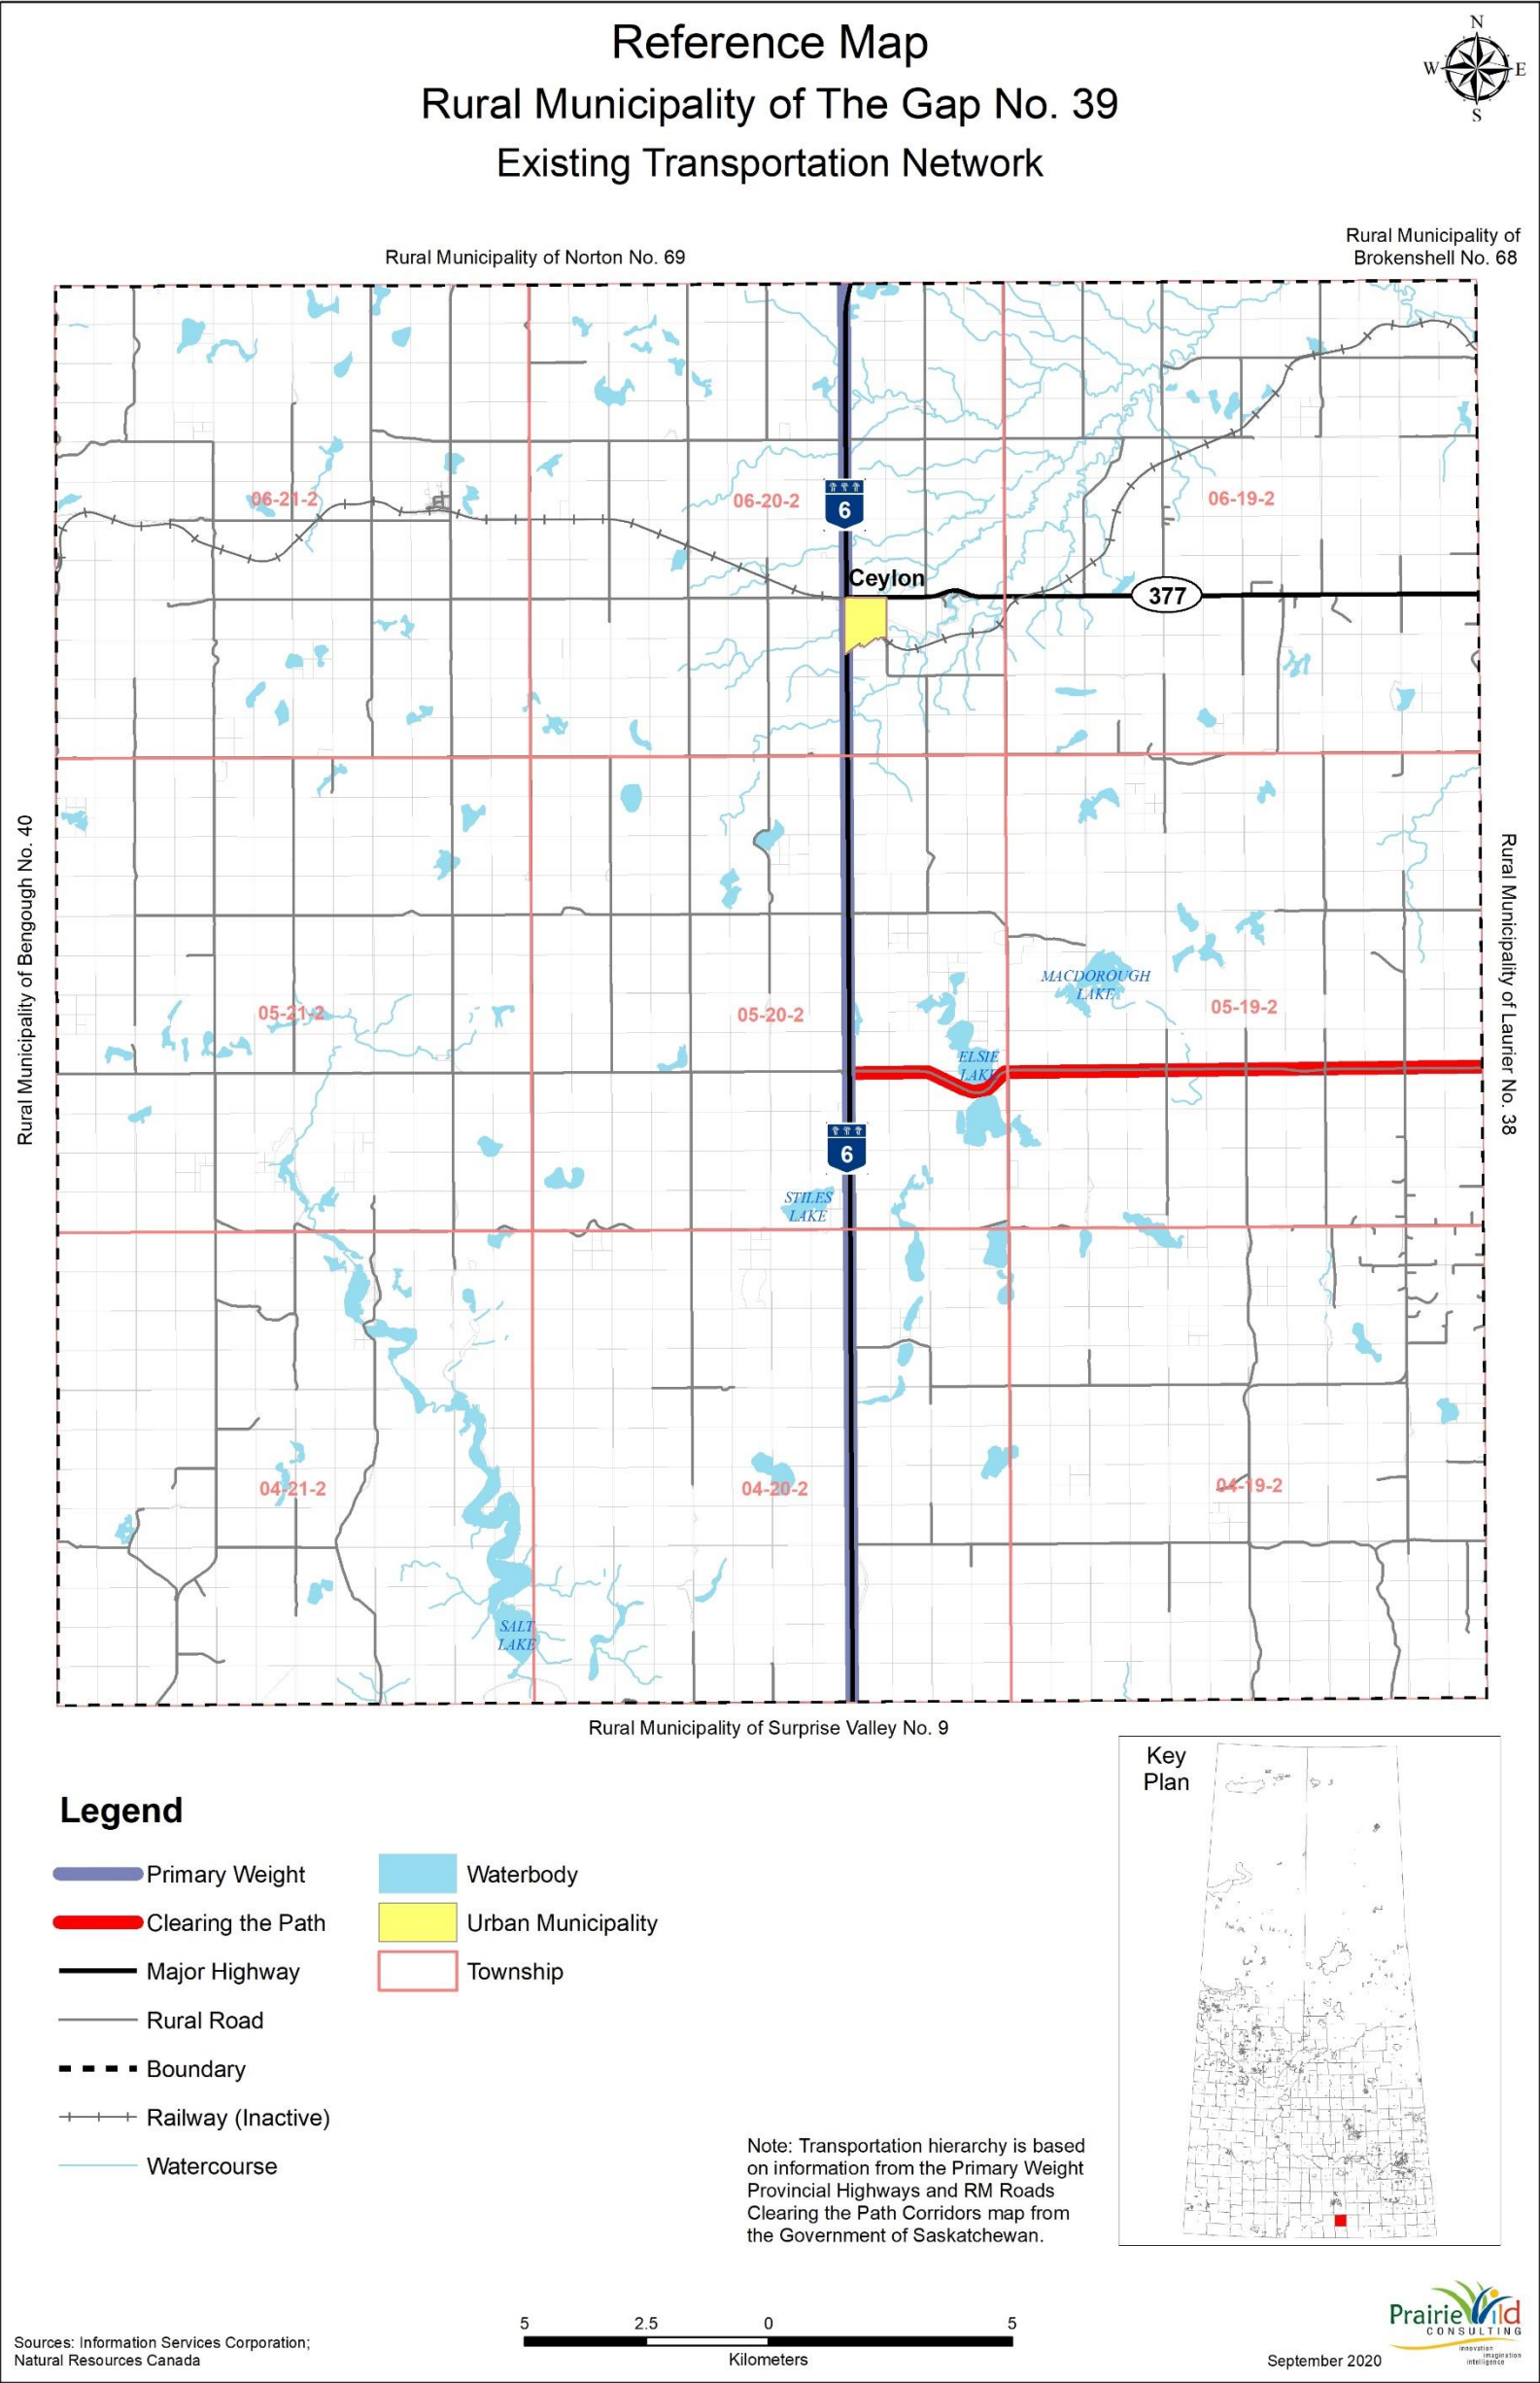 Reference Map
Rural Municipality of The Gap No. 39
Existing Transportation Network
N
W
E
S
Rural Municipality of Norton No. 69
Rural Municipality of
Brokenshell No. 68
06-21-2
06-20-2
6
06-19-2
Ceylon
377
Rural Municipality of Bengough No. 40
Rural Municipality of Laurier No. 38
MACDOROUGH
LAKE
05-21-2
05-20-2
05-19-2
ELSIE
LAKE
6
STILES
LAKE
04-21-2
04-20-2
04-19-2
SALT
LAKE
Rural Municipality of Surprise Valley No. 9
Key
Plan
Legend
Primary Weight
Waterbody
Clearing the Path
Urban Municipality
Major Highway
Township
Rural Road
Boundary
Railway (Inactive)
Watercourse
Note: Transportation hierarchy is based
on information from the Primary Weight
Provincial Highways and RM Roads
Clearing the Path Corridors map from
the Government of Saskatchewan.
5 2.5 0 5
Kilometers
Sources: Information Services Corporation;
Natural Resources Canada
September 2020
PrairieWild
CONSULTING
innovation
imagination
intelligence